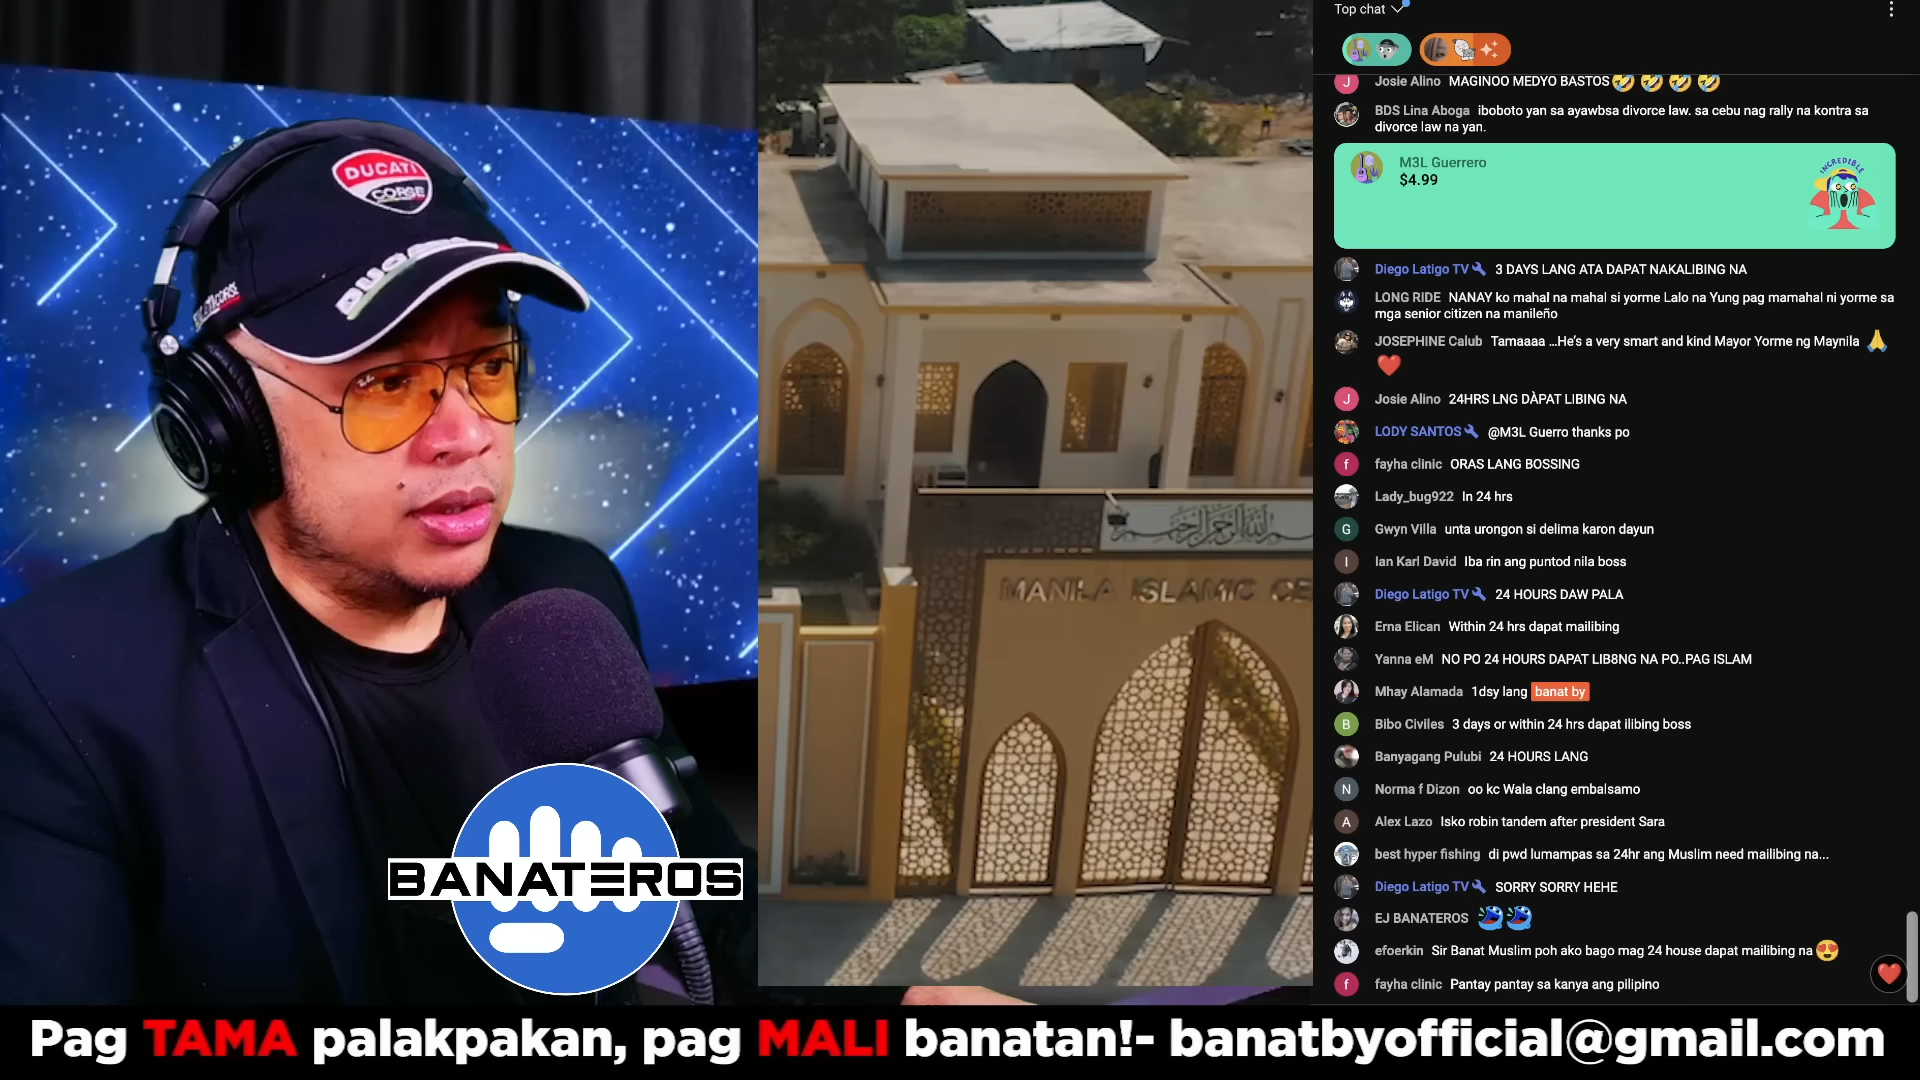 DUCATI
CORSE
BANATEROS
MANILA ISLAMIC CE
Top chat
Josie Alino MAGINOO MEDYO BASTOS🤣🤣🤣🤣
BDS Lina Aboga iboboto yan sa ayawbsa divorce law. sa cebu nag rally na kontra sa
divorce law na yan.
M3L Guerrero
$4.99
INCREDIBLE
Diego Latigo TV 3 DAYS LANG ATA DAPAT NAKALIBING NA
LONG RIDE NANAY ko mahal na mahal si yorme Lalo na Yung pag mamahal ni yorme sa
mga senior citizen na manileño
JOSEPHINE Calub Tamaaaa ...He's a very smart and kind Mayor Yorme ng Maynila 🙏
❤️
Josie Alino 24HRS LNG DÀPAT LIBING NA
LODY SANTOS @M3L Guerro thanks po
fayha clinic ORAS LANG BOSSING
Lady_bug922 In 24 hrs
Gwyn Villa unta urongon si delima karon dayun
Ian Karl David Iba rin ang puntod nila boss
Diego Latigo TV 24 HOURS DAW PALA
Erna Elican Within 24 hrs dapat mailibing
Yanna eM NO PO 24 HOURS DAPAT LIB8NG NA PO..PAG ISLAM
Mhay Alamada 1dsy lang banat by
Bibo Civiles 3 days or within 24 hrs dapat ilibing boss
Banyagang Pulubi 24 HOURS LANG
Norma f Dizon oo kc Wala clang embalsamo
Alex Lazo Isko robin tandem after president Sara
best hyper fishing di pwd lumampas sa 24hr ang Muslim need mailibing na...
Diego Latigo TV SORRY SORRY HEHE
EJ BANATEROS
efoerkin Sir Banat Muslim poh ako bago mag 24 house dapat mailibing na😍
fayha clinic Pantay pantay sa kanya ang pilipino
Pag TAMA palakpakan, pag MALI banatan!- banatbyofficial@gmail.com